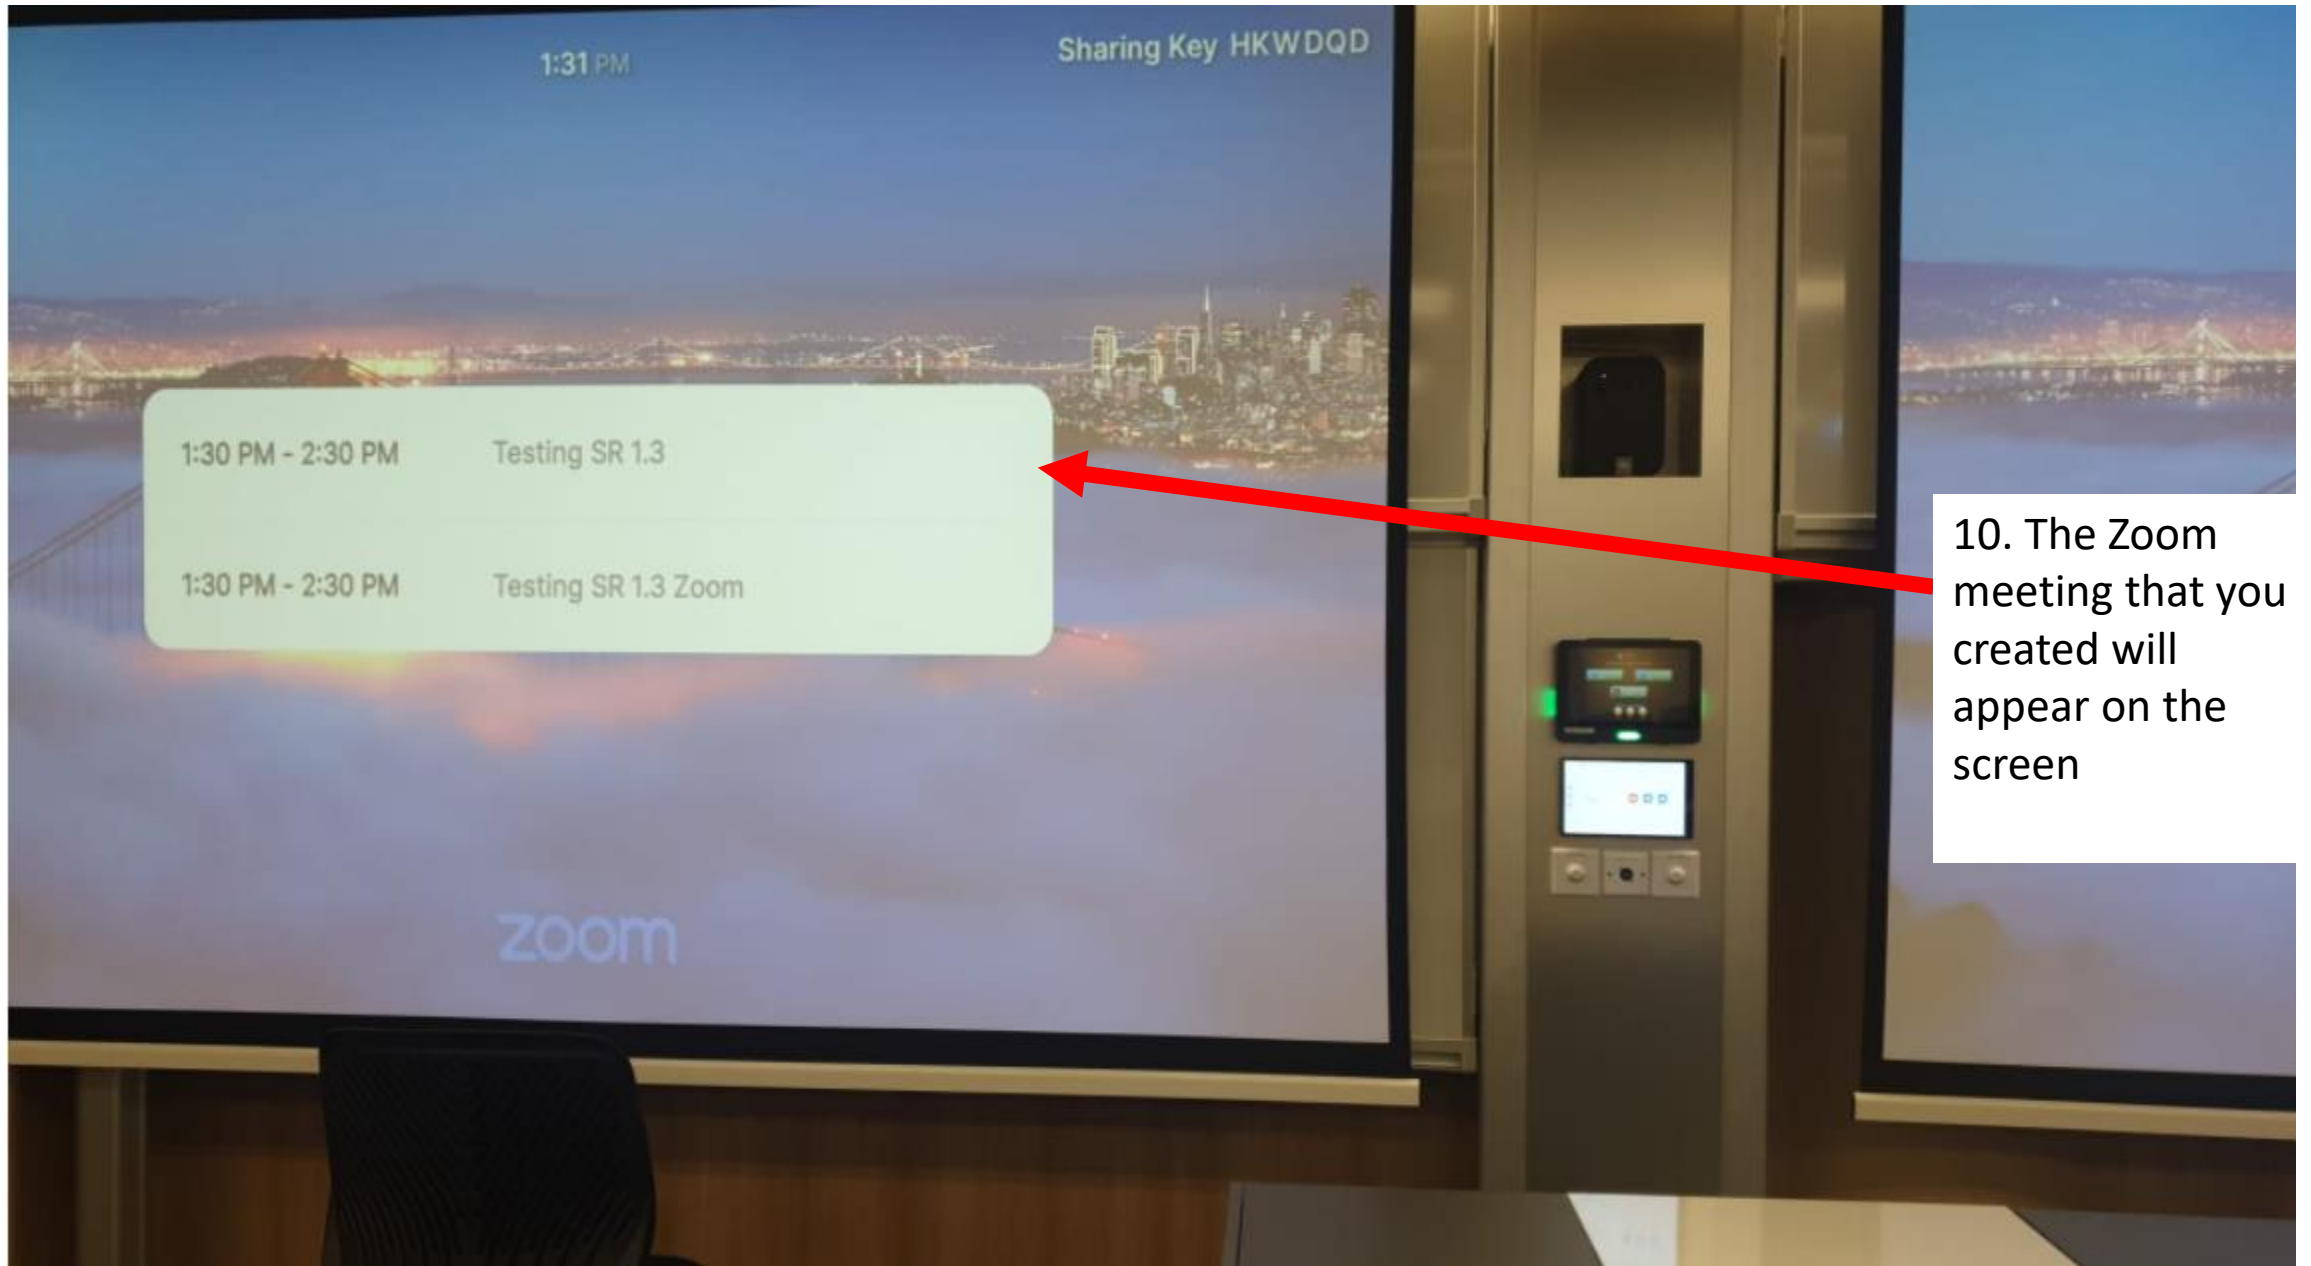 1:31 PM
Sharing Key HKWDQD
1:30 PM - 2:30 PM Testing SR 1.3
1:30 PM - 2:30 PM Testing SR 1.3 Zoom
zoom
10. The Zoom
meeting that you
created will
appear on the
screen